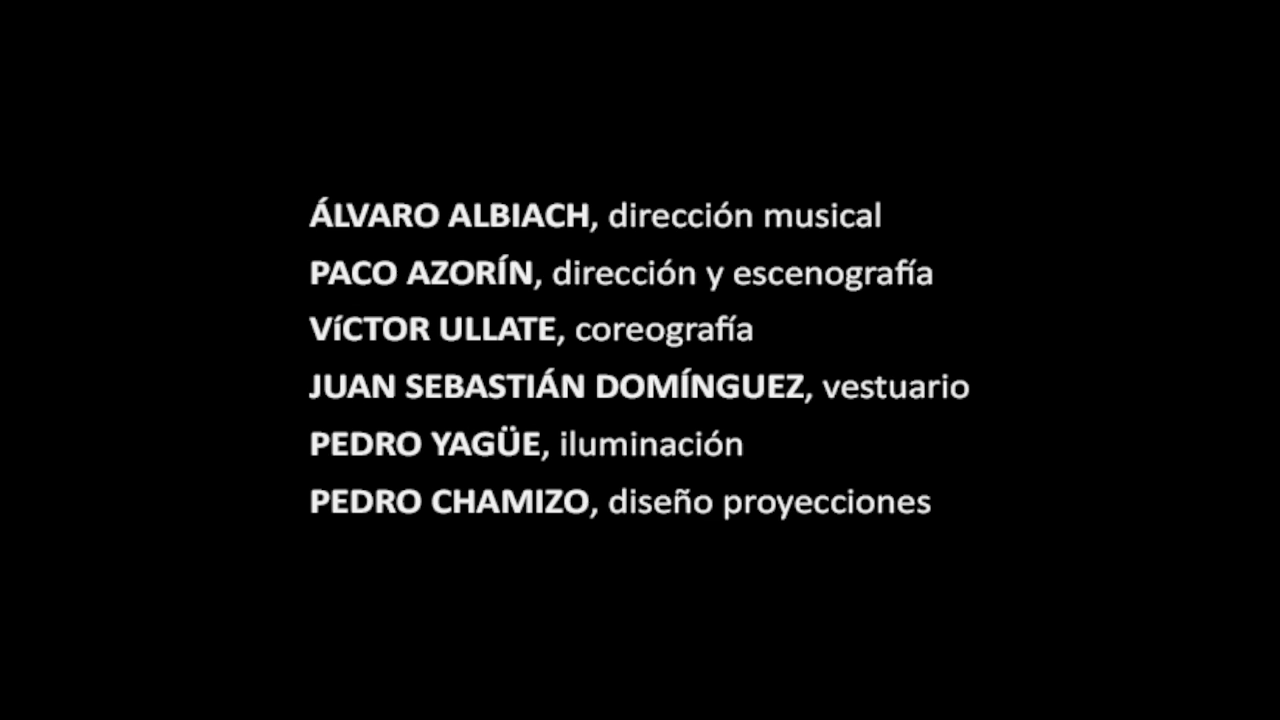 ÁLVARO ALBIACH, dirección musical
PACO AZORÍN, dirección y escenografía
VíCTOR ULLATE, coreografía
JUAN SEBASTIÁN DOMÍNGUEZ, vestuario
PEDRO YAGÜE, iluminación
PEDRO CHAMIZO, diseño proyecciones